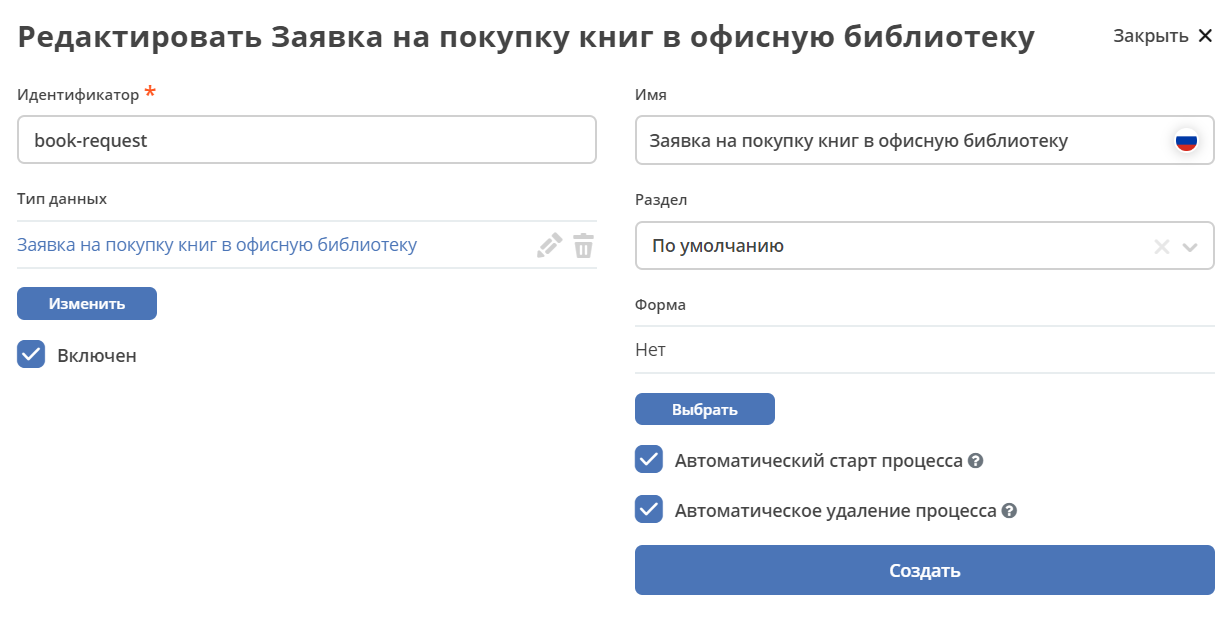 Редактировать Заявка на покупку книг в офисную библиотеку
Закрыть
Идентификатор *
book-request
Имя
Заявка на покупку книг в офисную библиотеку
Тип данных
Заявка на покупку книг в офисную библиотеку
Изменить
Включен
Раздел
По умолчанию
Форма
Нет
Выбрать
Автоматический старт процесса ?
Автоматическое удаление процесса ?
Создать